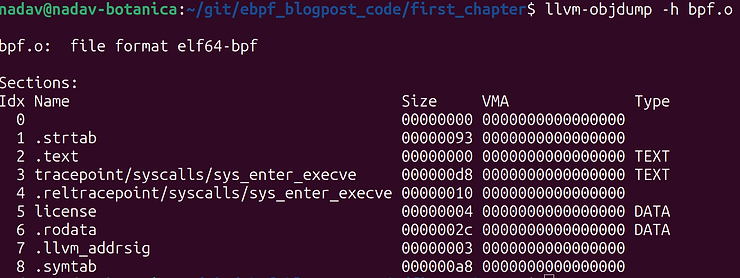 nadav@nadav-botanica:~/git/ebpf_blogpost_code/first_chapter$ llvm-objdump -h bpf.o
bpf.o:  file format elf64-bpf
Sections:
Idx Name                                  Size     VMA              Type
  0                                       00000000 0000000000000000
  1 .strtab                               00000093 0000000000000000
  2 .text                                 00000000 0000000000000000 TEXT
  3 tracepoint/syscalls/sys_enter_execve  000000d8 0000000000000000 TEXT
  4 .reltracepoint/syscalls/sys_enter_execve 00000010 0000000000000000
  5 license                               00000004 0000000000000000 DATA
  6 .rodata                               0000002c 0000000000000000 DATA
  7 .llvm_addrsig                         00000003 0000000000000000
  8 .symtab                               000000a8 0000000000000000